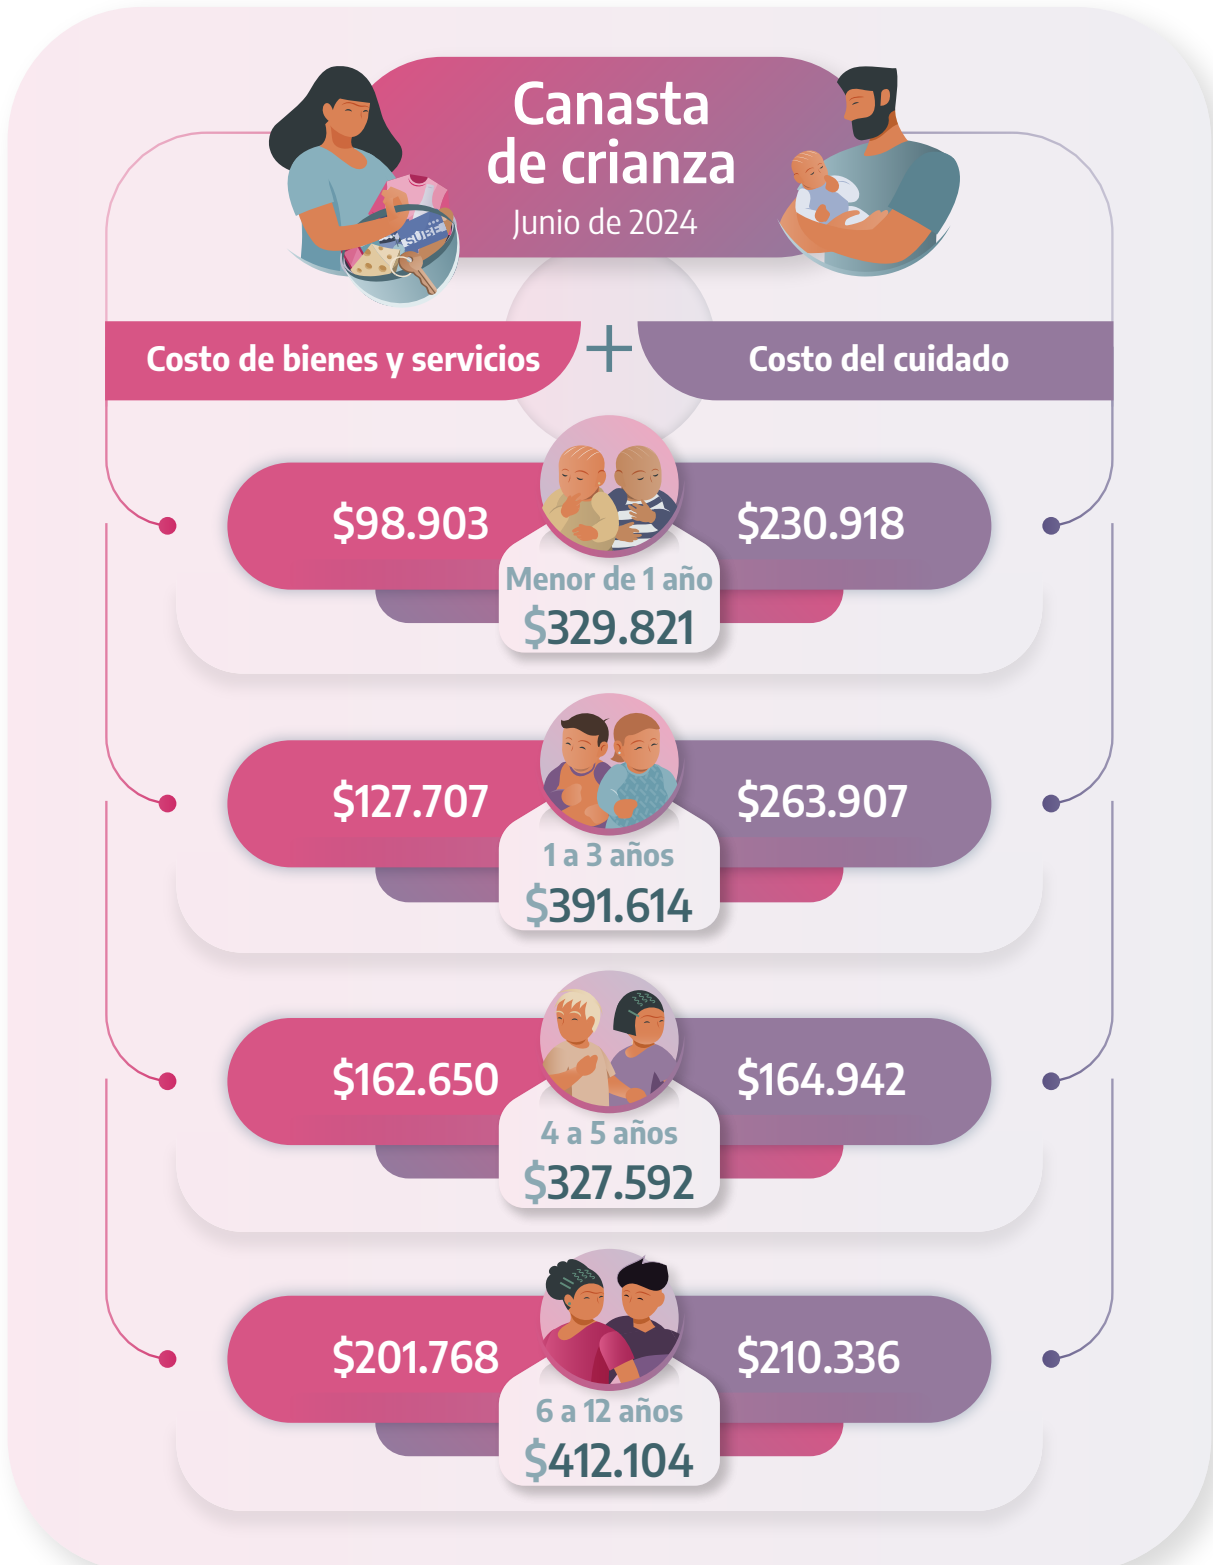 Canasta
de crianza
Junio de 2024
SUBE
Costo de bienes y servicios + Costo del cuidado
$98.903 $230.918
Menor de 1 año
$329.821
$127.707 $263.907
1 a 3 años
$391.614
$162.650 $164.942
4 a 5 años
$327.592
$201.768 $210.336
6 a 12 años
$412.104